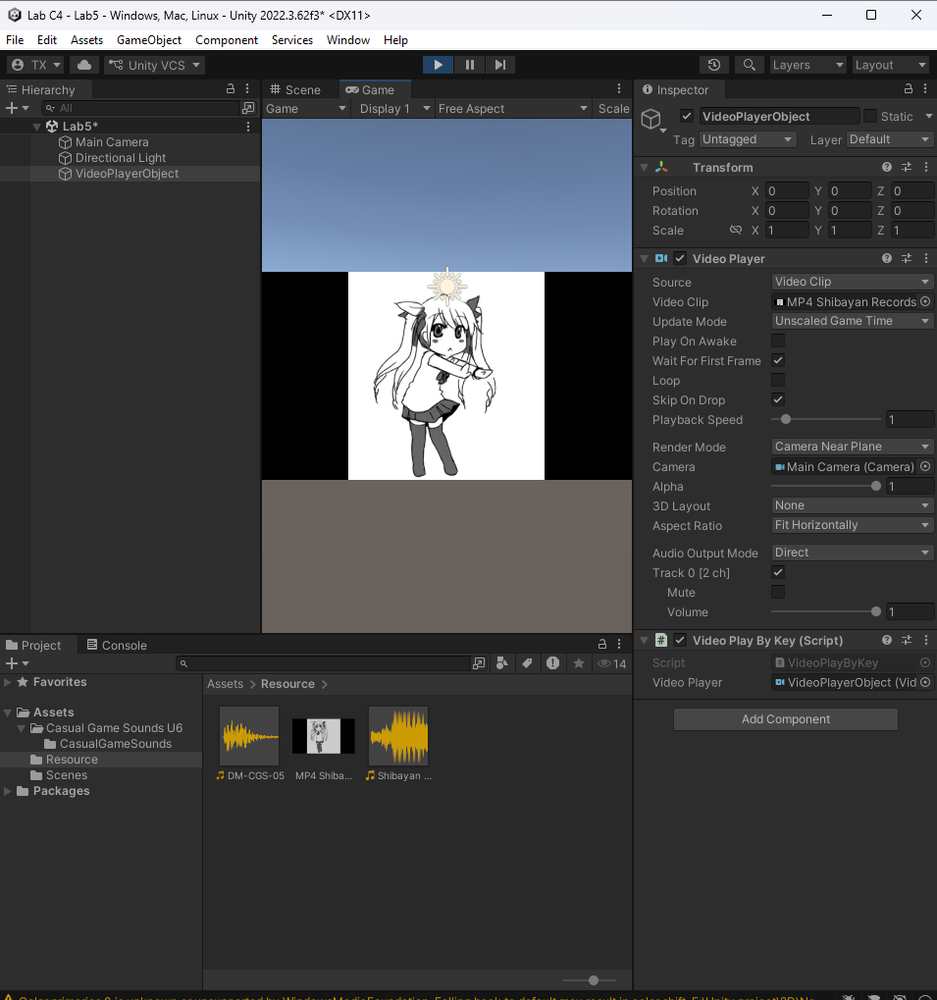 Lab C4 - Lab5 - Windows, Mac, Linux - Unity 2022.3.62f3* <DX11>
File Edit Assets GameObject Component Services Window Help
TX Unity VCS Layers Layout
Hierarchy
All
Lab5*
Main Camera
Directional Light
VideoPlayerObject
Scene Game
Game Display 1 Free Aspect Scale
Inspector
VideoPlayerObject Static
Tag Untagged Layer Default
Transform
Position X 0 Y 0 Z 0
Rotation X 0 Y 0 Z 0
Scale X 1 Y 1 Z 1
Video Player
Source Video Clip
Video Clip MP4 Shibayan Records
Update Mode Unscaled Game Time
Play On Awake
Wait For First Frame
Loop
Skip On Drop
Playback Speed 1
Render Mode Camera Near Plane
Camera Main Camera (Camera)
Alpha 1
3D Layout None
Aspect Ratio Fit Horizontally
Audio Output Mode Direct
Track 0 [2 ch]
Mute
Volume 1
# Video Play By Key (Script)
Script VideoPlayByKey
Video Player VideoPlayerObject (Vid
Add Component
Project Console
14
Favorites
Assets
Casual Game Sounds U6
CasualGameSounds
Resource
Scenes
Packages
Assets > Resource >
DM-CGS-05 MP4 Shiba... Shibayan ...
Color primaries 0 is unknown or unsupported by WindowsMediaFoundation. Falling back to default may result in color shift.